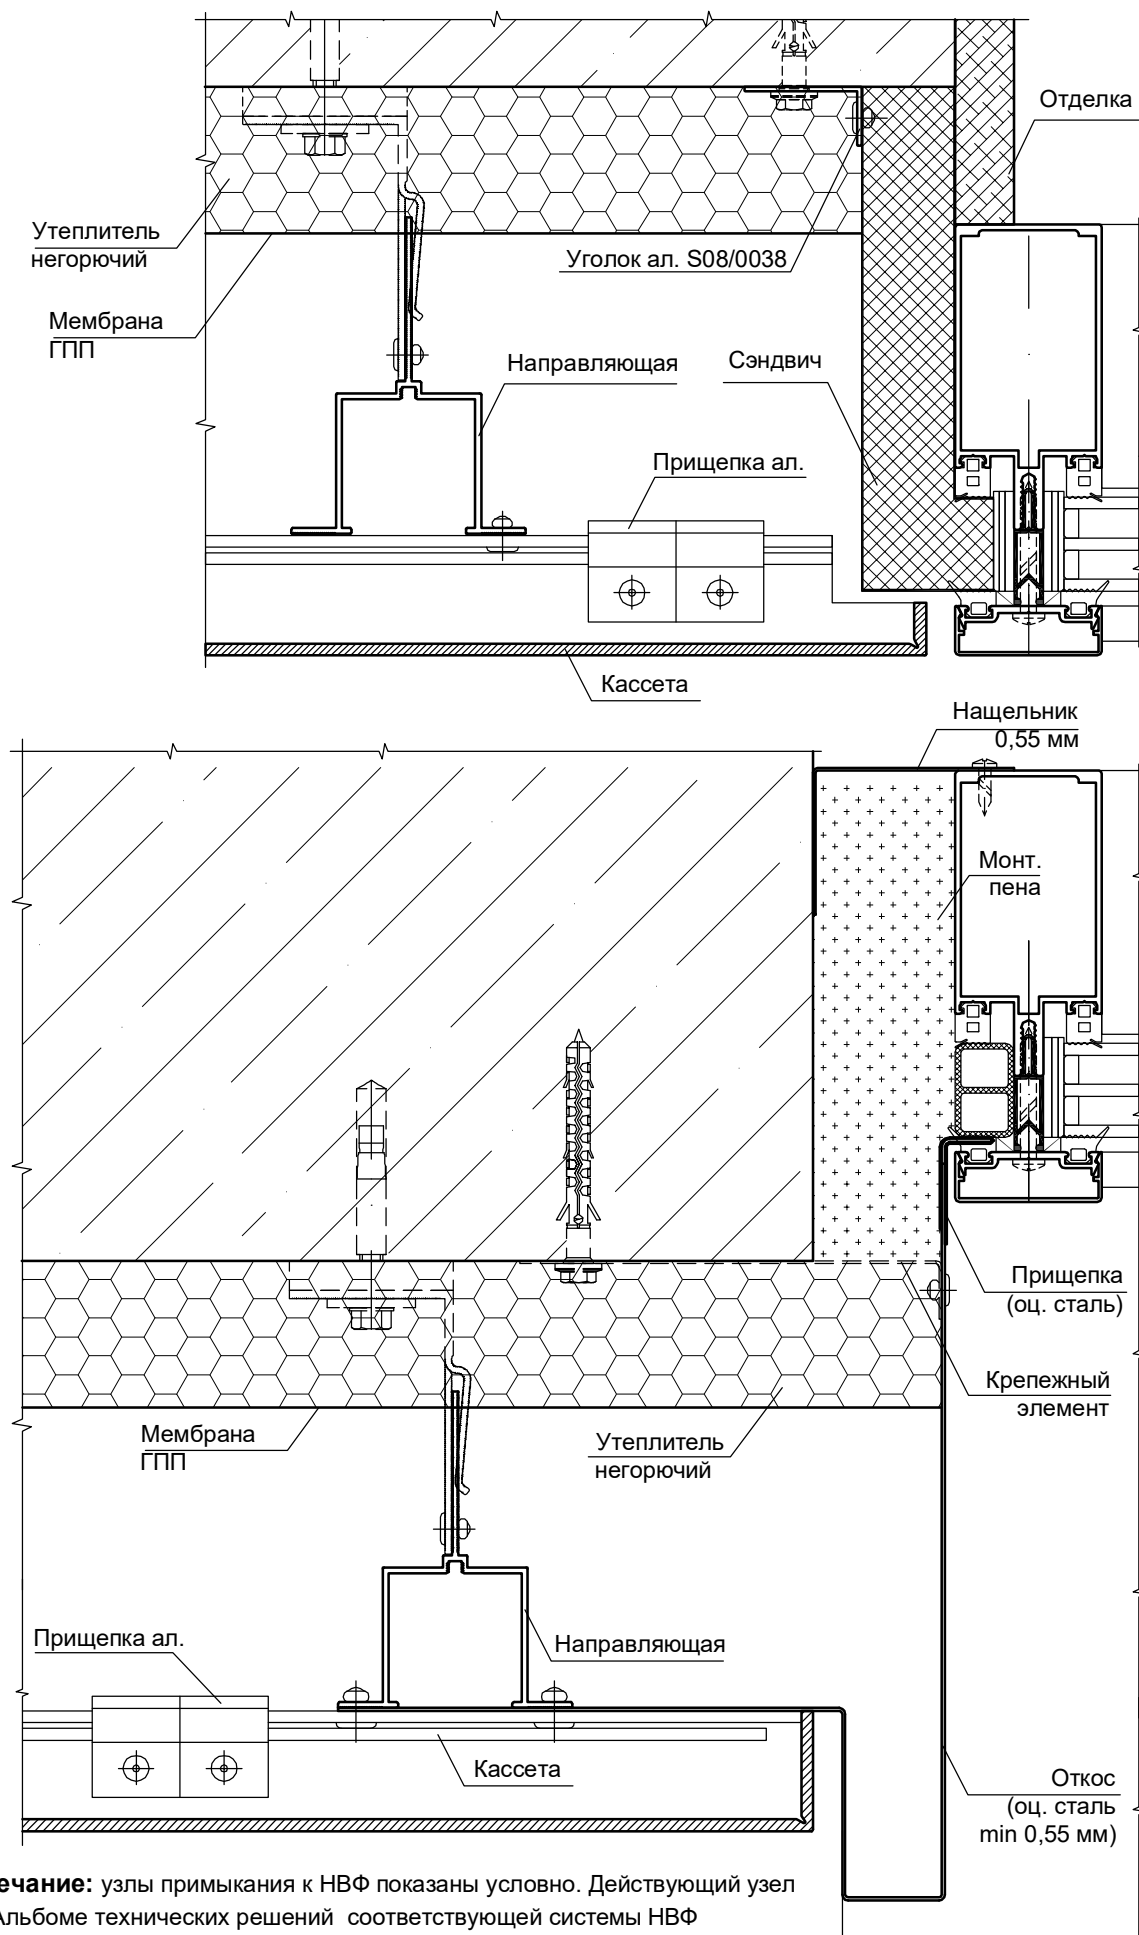 Отделка
Утеплитель
негорючий
Уголок ал. S08/0038
Мембрана
ГПП
Направляющая
Сэндвич
Прищепка ал.
Кассета
Нащельник
0,55 мм
Монт.
пена
Прищепка
(оц. сталь)
Крепежный
элемент
Мембрана
ГПП
Утеплитель
негорючий
Прищепка ал.
Направляющая
Кассета
Откос
(оц. сталь
min 0,55 мм)
ечание: узлы примыкания к НВФ показаны условно. Действующий узел
Альбоме технических решений соответствующей системы НВФ